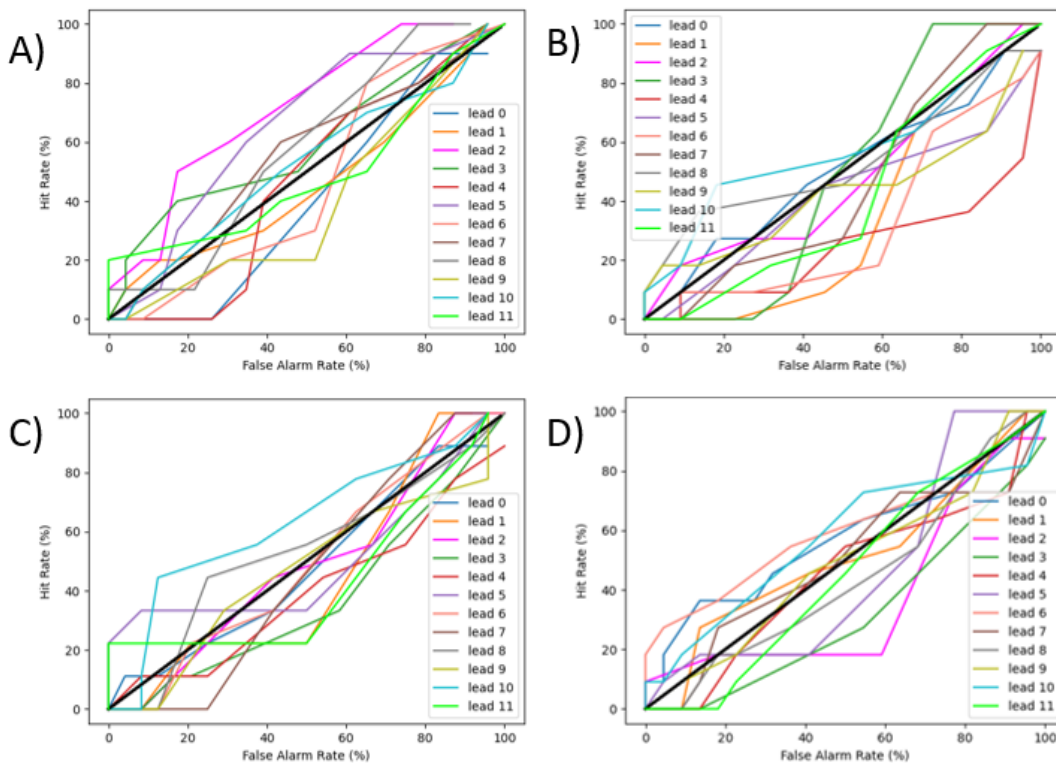 A)
100
80
60
40
20
0
Hit Rate (%)
lead 0
lead 1
lead 2
lead 3
lead 4
lead 5
lead 6
lead 7
lead 8
lead 9
lead 10
lead 11
0 20 40 60 80 100
False Alarm Rate (%)
B)
100
80
60
40
20
0
Hit Rate (%)
lead 0
lead 1
lead 2
lead 3
lead 4
lead 5
lead 6
lead 7
lead 8
lead 9
lead 10
lead 11
0 20 40 60 80 100
False Alarm Rate (%)
C)
100
80
60
40
20
0
Hit Rate (%)
lead 0
lead 1
lead 2
lead 3
lead 4
lead 5
lead 6
lead 7
lead 8
lead 9
lead 10
lead 11
0 20 40 60 80 100
False Alarm Rate (%)
D)
100
80
60
40
20
0
Hit Rate (%)
lead 0
lead 1
lead 2
lead 3
lead 4
lead 5
lead 6
lead 7
lead 8
lead 9
lead 10
lead 11
0 20 40 60 80 100
False Alarm Rate (%)